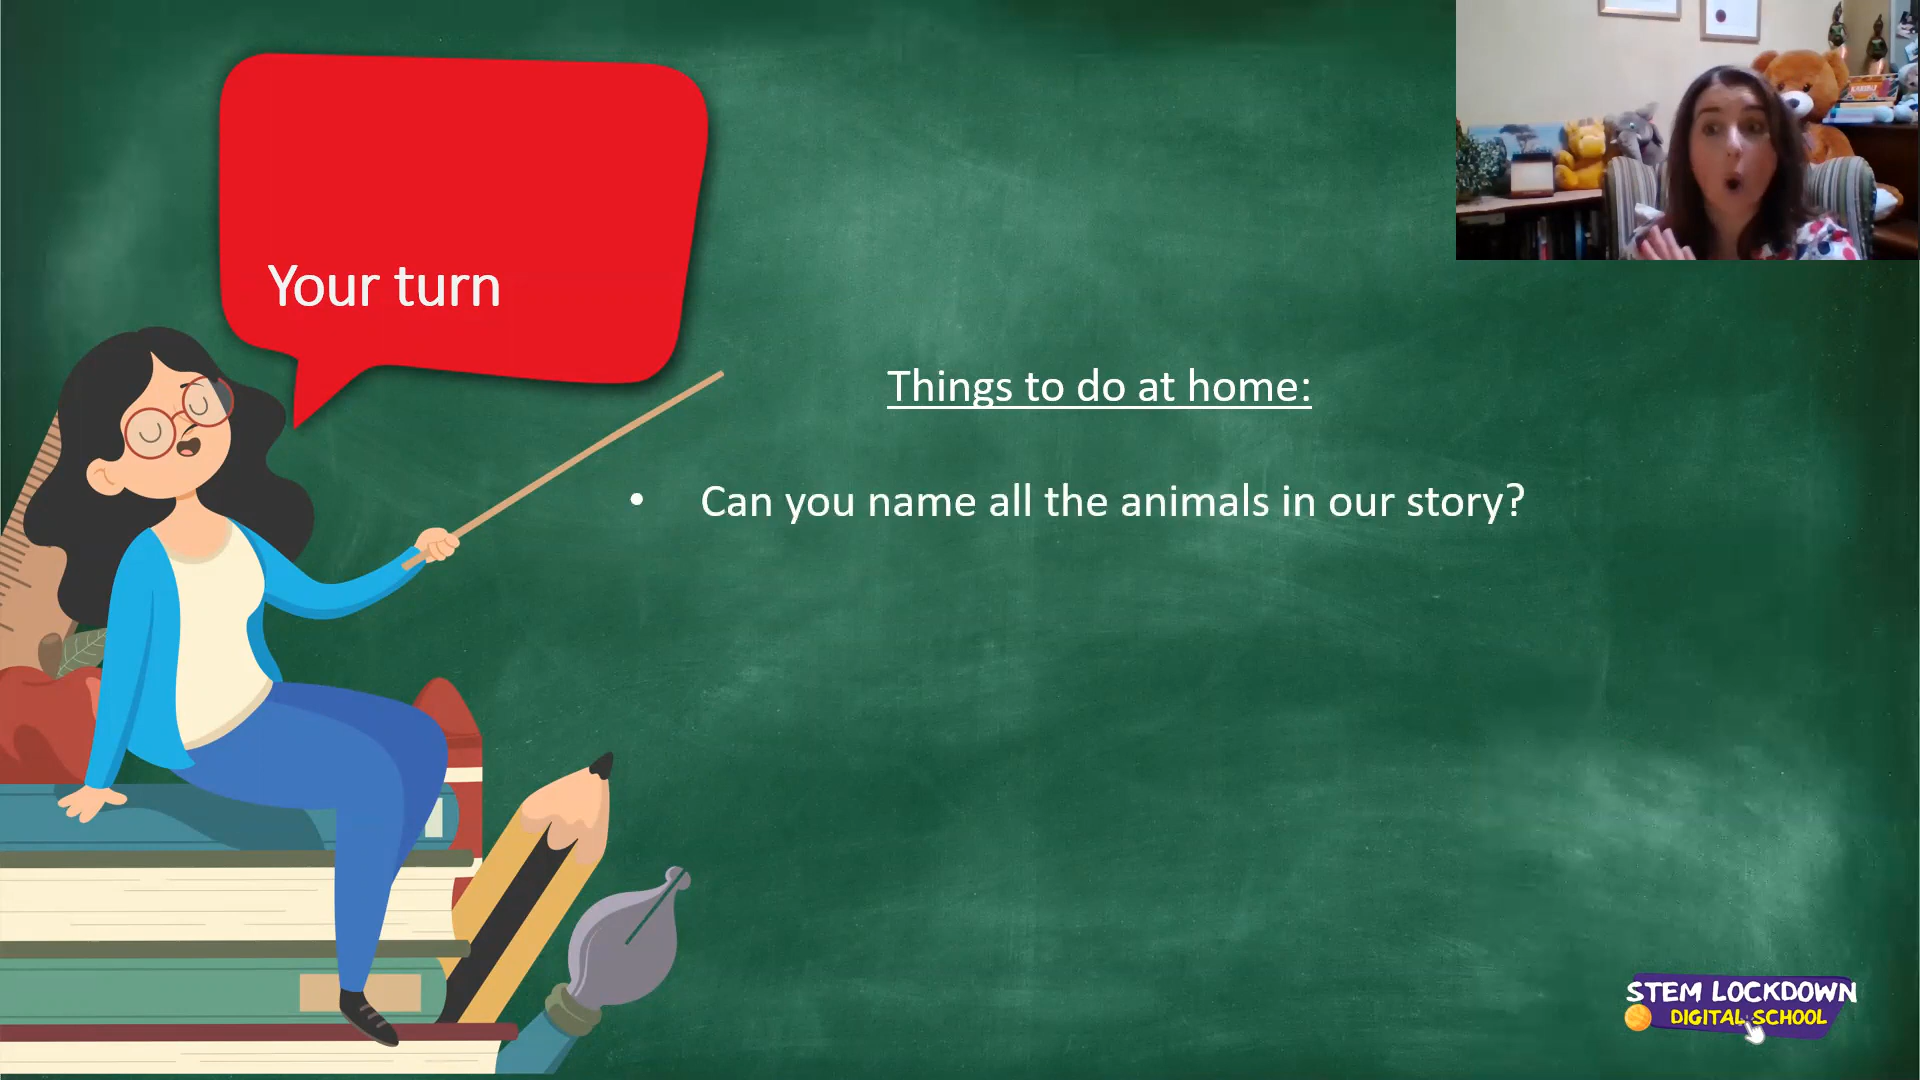 Your turn
Things to do at home:
• Can you name all the animals in our story?
STEM LOCKDOWN
DIGITAL SCHOOL